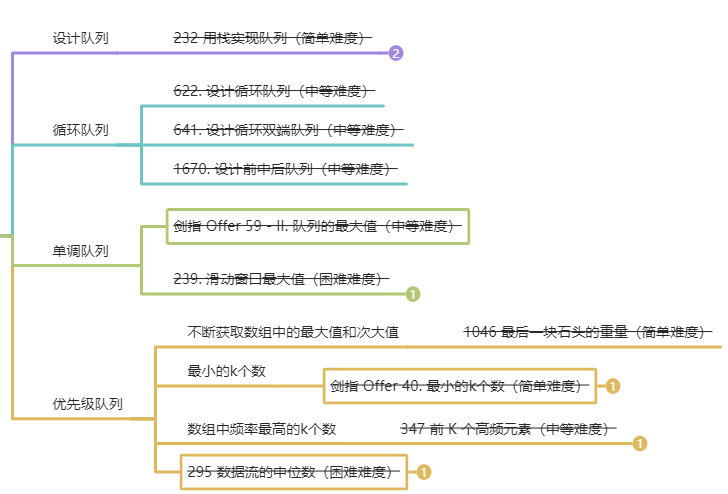 设计队列
232 用栈实现队列（简单难度）
2
循环队列
622. 设计循环队列（中等难度）
641. 设计循环双端队列（中等难度）
1670. 设计前中后队列（中等难度）
单调队列
剑指 Offer 59 - II. 队列的最大值（中等难度）
239. 滑动窗口最大值（困难难度）
1
优先级队列
不断获取数组中的最大值和次大值
1046 最后一块石头的重量（简单难度）
最小的k个数
剑指 Offer 40. 最小的k个数（简单难度）
1
数组中频率最高的k个数
347 前 K 个高频元素（中等难度）
1
295 数据流的中位数（困难难度）
1